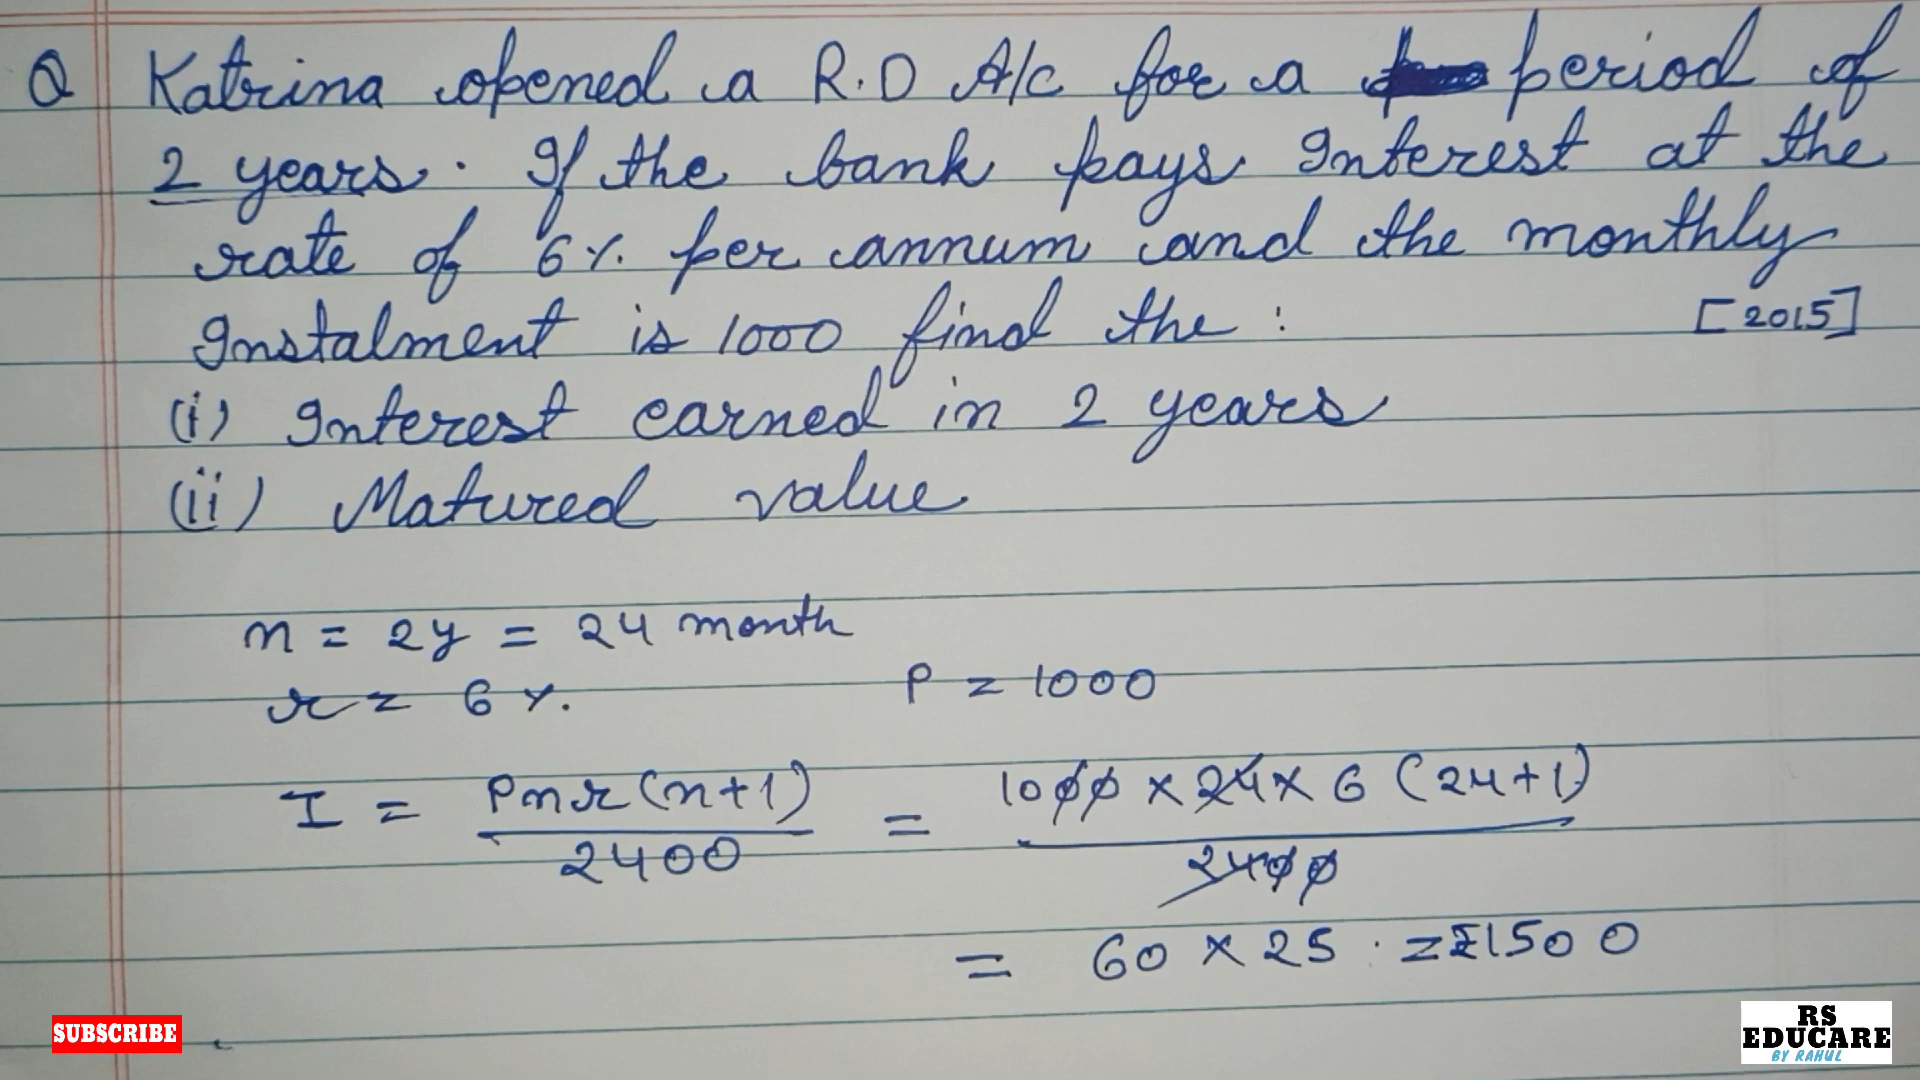 Q Katrina opened a R.D A/c for a period of
2 years. If the bank pays Interest at the
rate of 6%. per annum and the monthly
Instalment is 1000 find the :
[2015]
(i) Interest earned in 2 years
(ii) Matured value
n = 2y = 24 month
r = 6 %.
P = 1000
I = Pnr(n+1)/2400 = 1000 × 24 × 6 (24+1)/2400
= 60 × 25 . = ₹1500
SUBSCRIBE
RS
EDUCARE
BY RAHUL